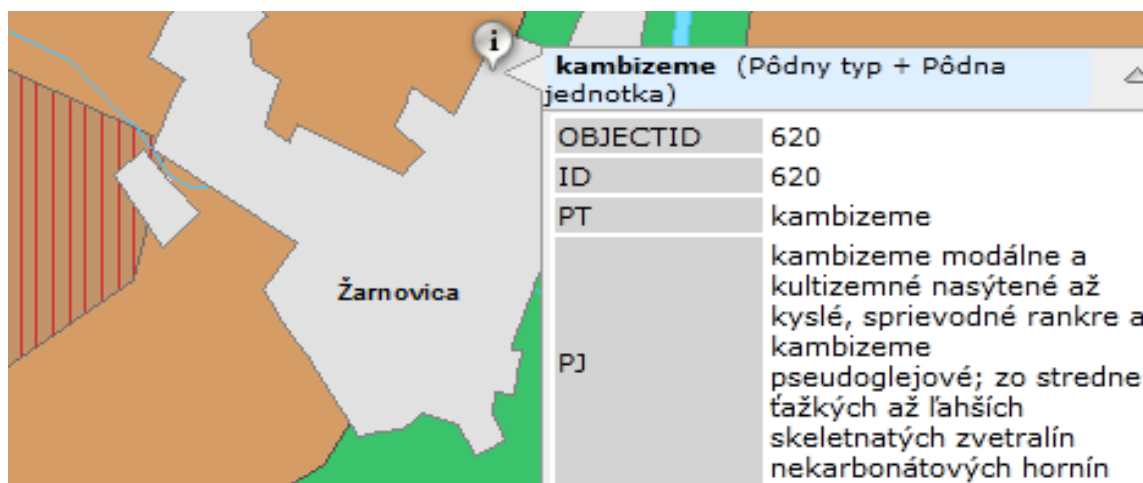 i
kambizeme (Pôdny typ + Pôdna
jednotka)
OBJECTID 620
ID 620
PT kambizeme
PJ kambizeme modálne a
kultizemné nasýtené až
kyslé, sprievodné rankre a
kambizeme
pseudoglejové; zo stredne
ťažkých až ľahších
skeletnatých zvetralín
nekarbonátových hornín
Žarnovica